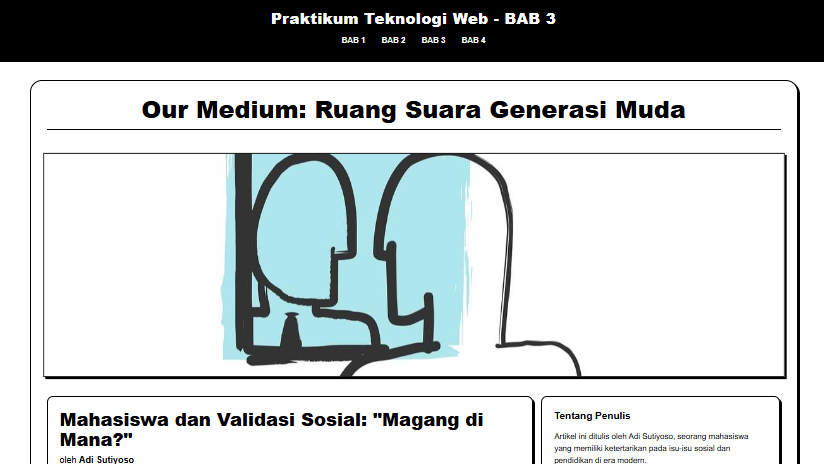 Praktikum Teknologi Web - BAB 3
BAB 1 BAB 2 BAB 3 BAB 4
Our Medium: Ruang Suara Generasi Muda
Mahasiswa dan Validasi Sosial: "Magang di
Mana?"
oleh Adi Sutiyoso
Tentang Penulis
Artikel ini ditulis oleh Adi Sutiyoso, seorang mahasiswa
yang memiliki ketertarikan pada isu-isu sosial dan
pendidikan di era modern.